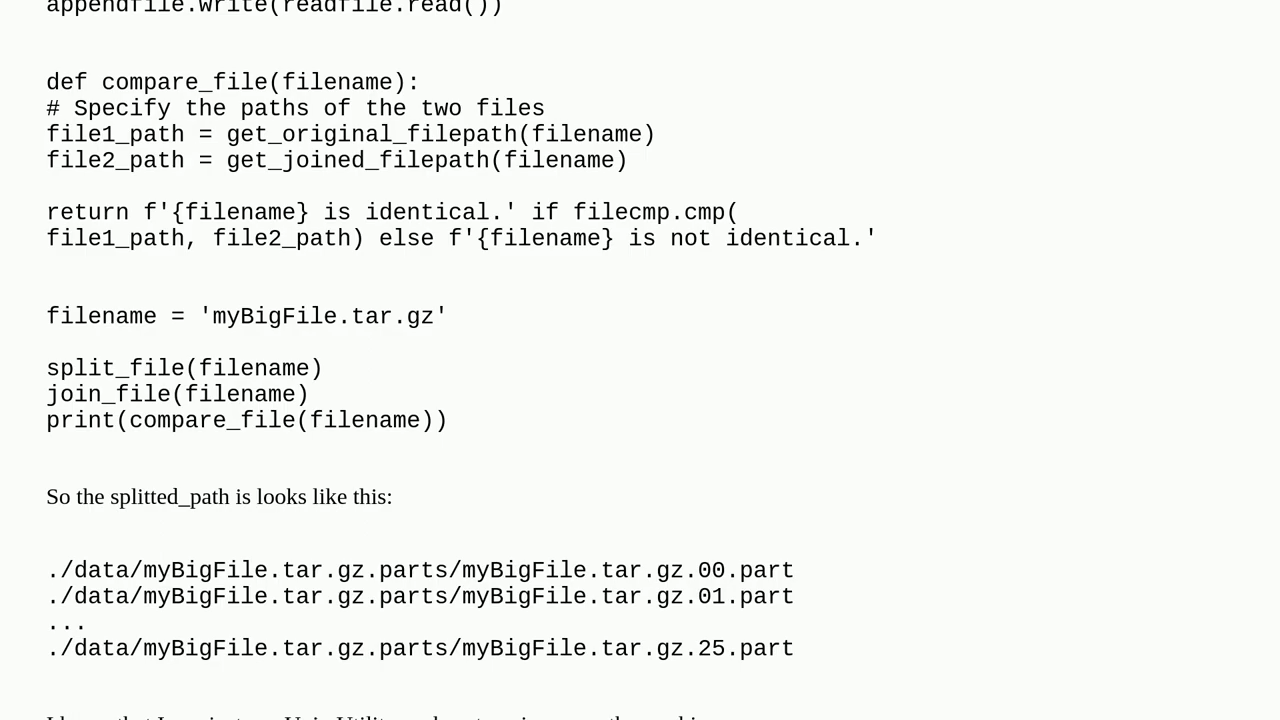 appendfile.write(readfile.read())
def compare_file(filename):
# Specify the paths of the two files
file1_path = get_original_filepath(filename)
file2_path = get_joined_filepath(filename)
return f'{filename} is identical.' if filecmp.cmp(
file1_path, file2_path) else f'{filename} is not identical.'
filename = 'myBigFile.tar.gz'
split_file(filename)
join_file(filename)
print(compare_file(filename))
So the splitted_path is looks like this:
./data/myBigFile.tar.gz.parts/myBigFile.tar.gz.00.part
./data/myBigFile.tar.gz.parts/myBigFile.tar.gz.01.part
...
./data/myBigFile.tar.gz.parts/myBigFile.tar.gz.25.part